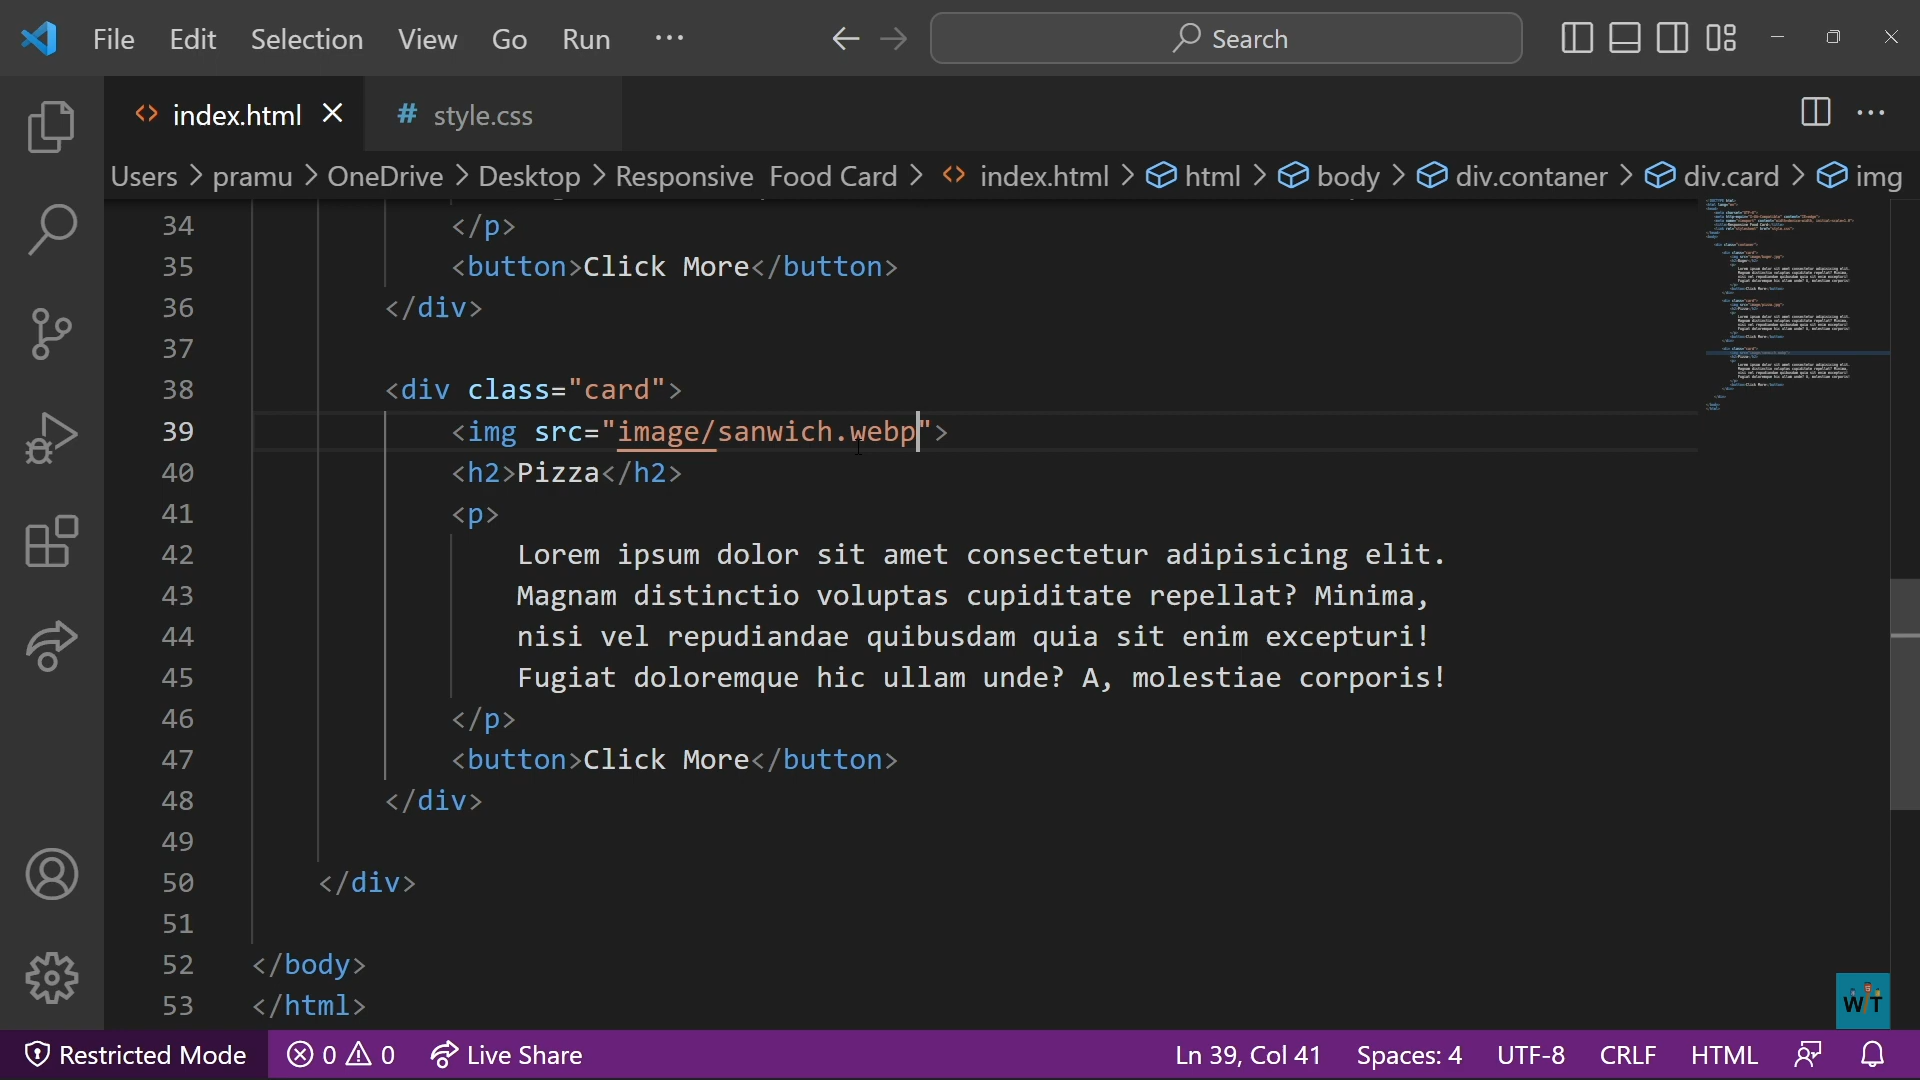 File Edit Selection View Go Run ··· Search
index.html style.css
Users > pramu > OneDrive > Desktop > Responsive Food Card > index.html > html > body > div.contaner > div.card > img
34 </p>
35 <button>Click More</button>
36 </div>
37
38 <div class="card">
39 <img src="image/sanwich.webp">
40 <h2>Pizza</h2>
41 <p>
42 Lorem ipsum dolor sit amet consectetur adipisicing elit.
43 Magnam distinctio voluptas cupiditate repellat? Minima,
44 nisi vel repudiandae quibusdam quia sit enim excepturi!
45 Fugiat doloremque hic ullam unde? A, molestiae corporis!
46 </p>
47 <button>Click More</button>
48 </div>
49
50 </div>
51
52 </body>
53 </html>
WIT
Restricted Mode 0 0 Live Share Ln 39, Col 41 Spaces: 4 UTF-8 CRLF HTML